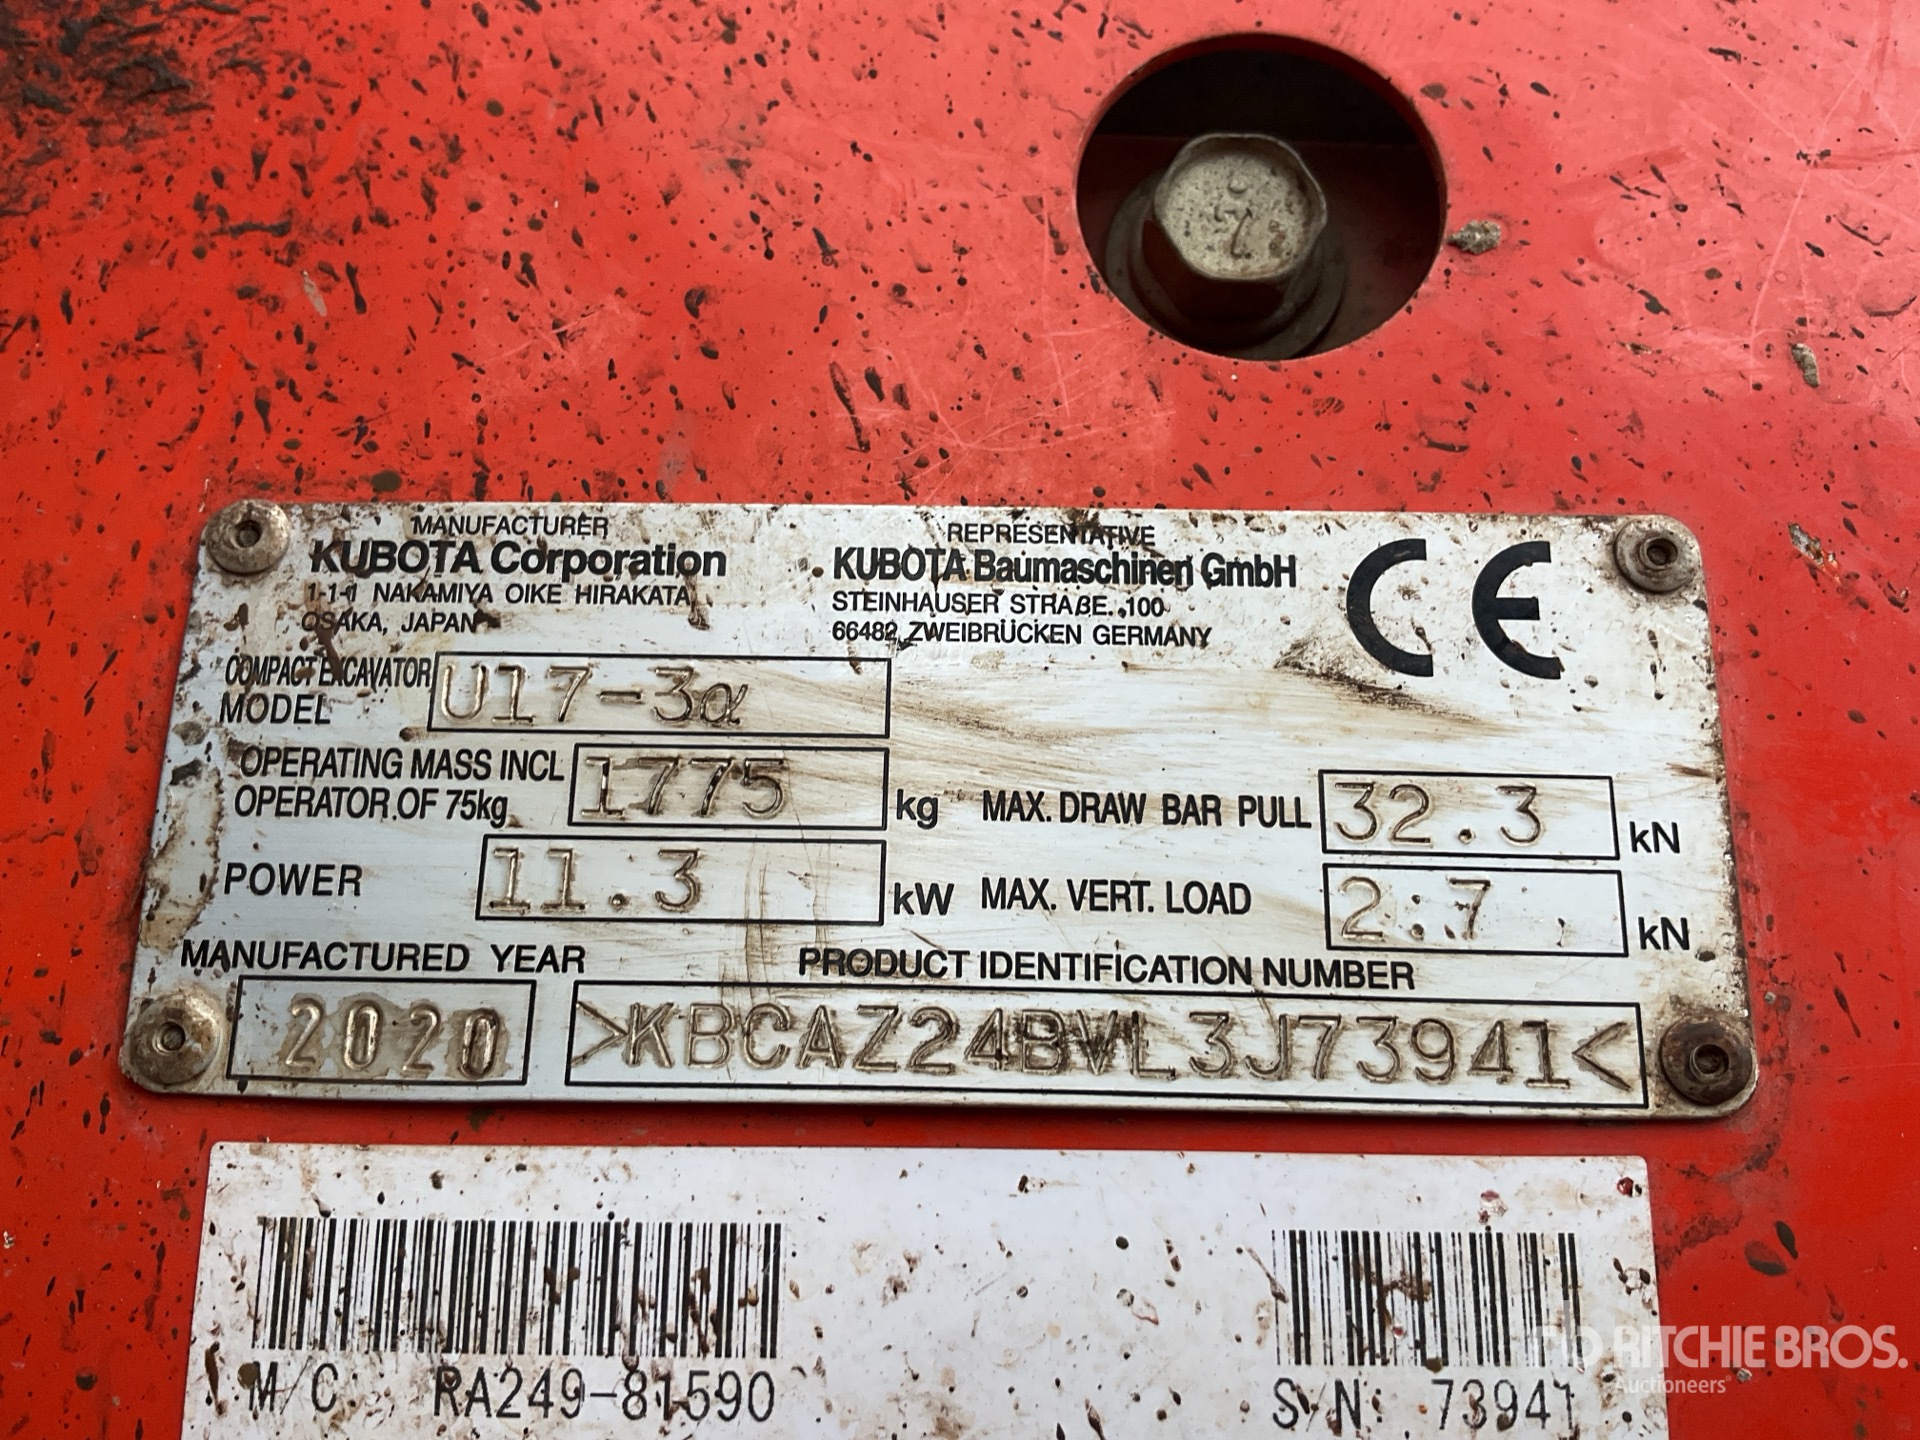 7
MANUFACTURER
KUBOTA Corporation
1-1-1 NAKAMIYA OIKE HIRAKATA
OSAKA, JAPAN
REPRESENTATIVE
KUBOTA Baumaschinen GmbH
STEINHAUSER STRAßE 100
66482 ZWEIBRÜCKEN GERMANY
CE
COMPACT EXCAVATOR
MODEL U17-3α
OPERATING MASS INCL
OPERATOR OF 75kg 1775 kg
MAX. DRAW BAR PULL 32.3 kN
POWER 11.3 kW
MAX. VERT. LOAD 2.7 kN
MANUFACTURED YEAR
2020
PRODUCT IDENTIFICATION NUMBER
>KBCAZ24BVL3J73941<
M/C: RA249-81590
S/N: 73941
RITCHIE BROS.
Auctioneers